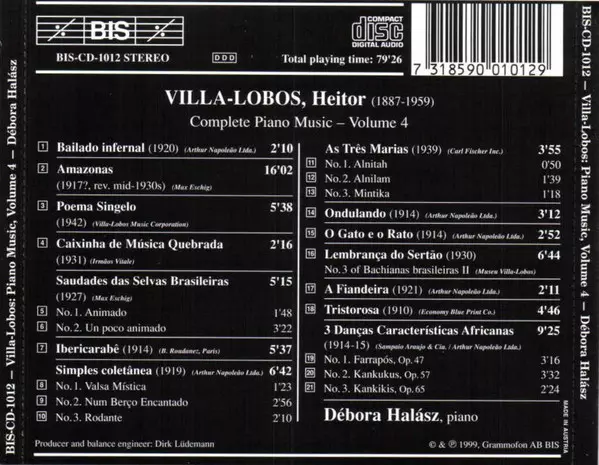 BIS-CD-1012 — Villa-Lobos: Piano Music, Volume 4 — Débora Halász
BIS
BIS-CD-1012 STEREO
DDD
COMPACT
disc
DIGITAL AUDIO
Total playing time: 79'26
7 318590 010129
VILLA-LOBOS, Heitor (1887-1959)
Complete Piano Music – Volume 4
1 Bailado infernal (1920) (Arthur Napoleão Ltda.) 2'10
2 Amazonas 16'02
(1917?, rev. mid-1930s) (Max Eschig)
3 Poema Singelo 5'38
(1942) (Villa-Lobos Music Corporation)
4 Caixinha de Música Quebrada 2'16
(1931) (Irmãos Vitale)
Saudades das Selvas Brasileiras 5'15
(1927) (Max Eschig)
5 No. 1. Animado 1'48
6 No. 2. Un poco animado 3'22
7 Ibericarabê (1914) (B. Roudanez, Paris) 5'37
Simples coletânea (1919) (Arthur Napoleão Ltda.) 6'42
8 No. 1. Valsa Mística 1'23
9 No. 2. Num Berço Encantado 2'56
10 No. 3. Rodante 2'10
As Três Marias (1939) (Carl Fischer Inc.) 3'55
11 No. 1. Alnitah 0'50
12 No. 2. Alnilam 1'39
13 No. 3. Mintika 1'18
14 Ondulando (1914) (Arthur Napoleão Ltda.) 3'12
15 O Gato e o Rato (1914) (Arthur Napoleão Ltda.) 2'52
16 Lembrança do Sertão (1930) 6'44
No. 3 of Bachianas brasileiras II (Museu Villa-Lobos)
17 A Fiandeira (1921) (Arthur Napoleão Ltda.) 2'11
18 Tristorosa (1910) (Economy Blue Print Co.) 4'46
3 Danças Características Africanas 9'25
(1914-15) (Sampaio Araujo & Cia. / Arthur Napoleão Ltda.)
19 No. 1. Farrapós, Op. 47 3'16
20 No. 2. Kankukus, Op. 57 3'32
21 No. 3. Kankikis, Op. 65 2'24
Débora Halász, piano
Producer and balance engineer: Dirk Lüdemann
© & ℗ 1999, Grammofon AB BIS
MADE IN AUSTRIA
BIS-CD-1012 — Villa-Lobos: Piano Music, Volume 4 — Débora Halász